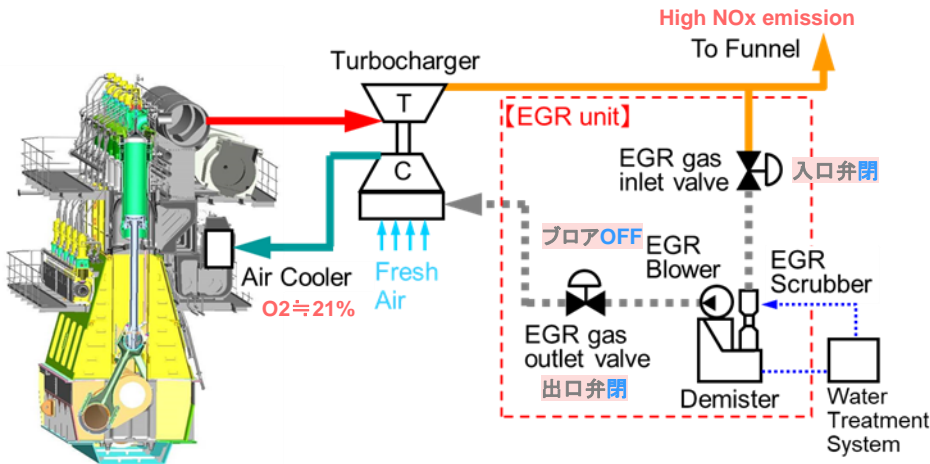 High NOx emission
To Funnel
Turbocharger
T
【EGR unit】
EGR gas
inlet valve
入口弁閉
C
ブロアOFF
EGR
Blower
EGR
Scrubber
Air Cooler
O2≒21%
Fresh
Air
EGR gas
outlet valve
出口弁閉
Demister
Water
Treatment
System